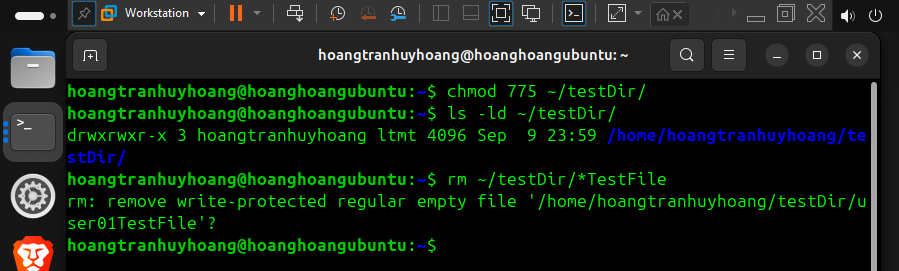 Workstation
hoangtranhuyhoang@hoanghoangubuntu: ~
hoangtranhuyhoang@hoanghoangubuntu:~$ chmod 775 ~/testDir/
hoangtranhuyhoang@hoanghoangubuntu:~$ ls -ld ~/testDir/
drwxrwxr-x 3 hoangtranhuyhoang ltmt 4096 Sep  9 23:59 /home/hoangtranhuyhoang/te
stDir/
hoangtranhuyhoang@hoanghoangubuntu:~$ rm ~/testDir/*TestFile
rm: remove write-protected regular empty file '/home/hoangtranhuyhoang/testDir/u
ser01TestFile'?
hoangtranhuyhoang@hoanghoangubuntu:~$